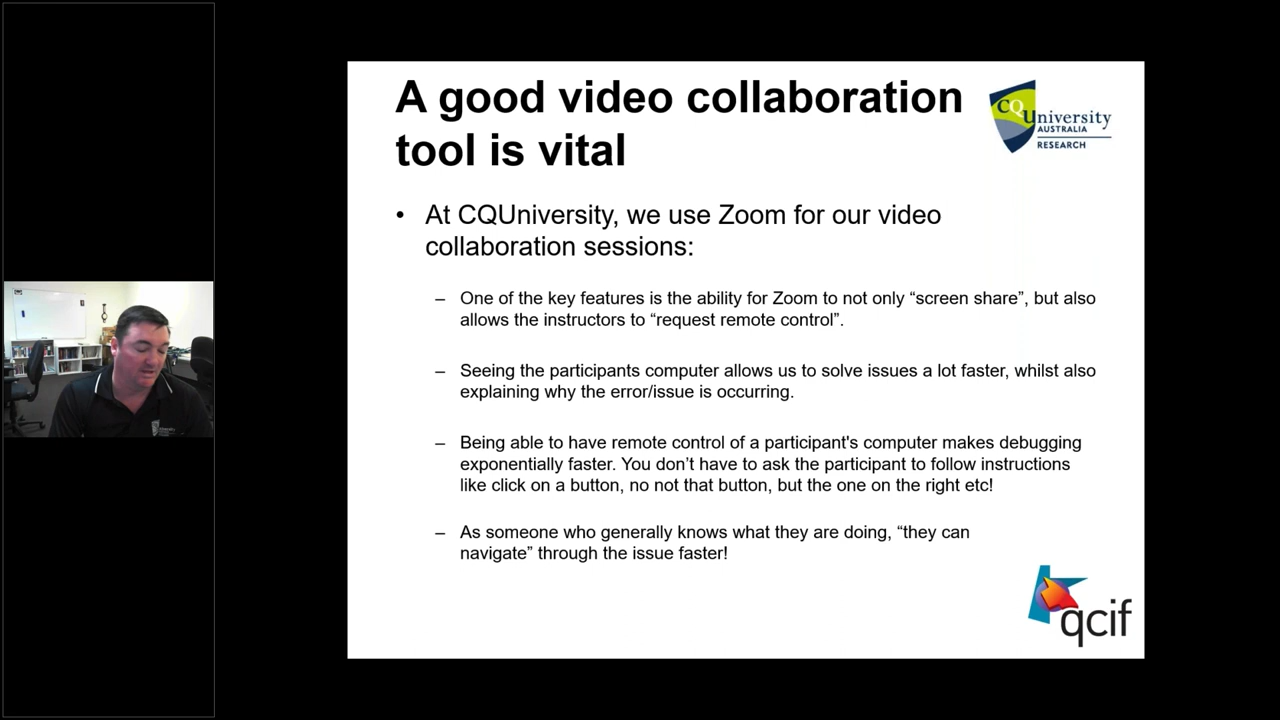 A good video collaboration
tool is vital
CQUniversity
AUSTRALIA
RESEARCH
• At CQUniversity, we use Zoom for our video
collaboration sessions:
– One of the key features is the ability for Zoom to not only “screen share”, but also
allows the instructors to “request remote control”.
– Seeing the participants computer allows us to solve issues a lot faster, whilst also
explaining why the error/issue is occurring.
– Being able to have remote control of a participant's computer makes debugging
exponentially faster. You don’t have to ask the participant to follow instructions
like click on a button, no not that button, but the one on the right etc!
– As someone who generally knows what they are doing, “they can
navigate” through the issue faster!
qcif